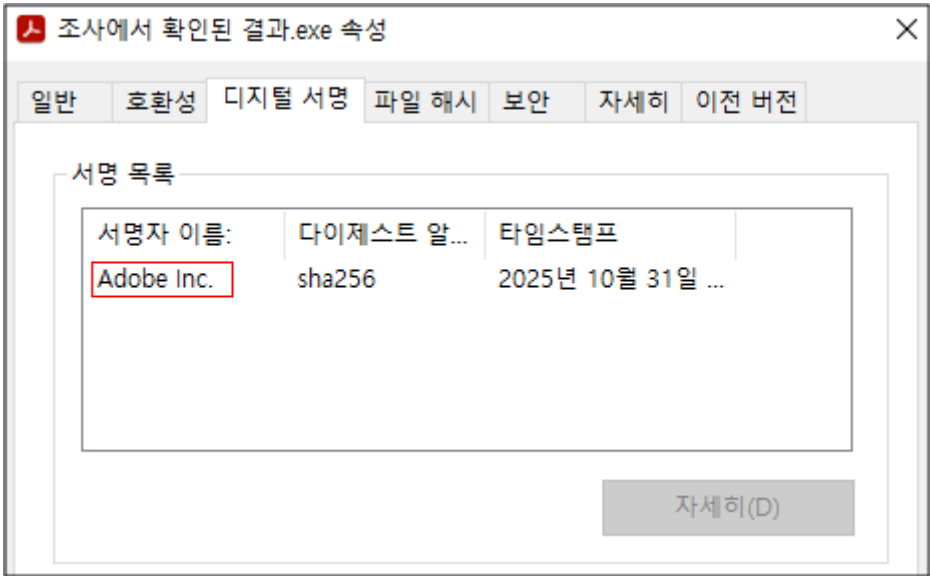 조사에서 확인된 결과.exe 속성
일반 호환성 디지털 서명 파일 해시 보안 자세히 이전 버전
서명 목록
서명자 이름: 다이제스트 알... 타임스탬프
Adobe Inc. sha256 2025년 10월 31일 ...
자세히(D)